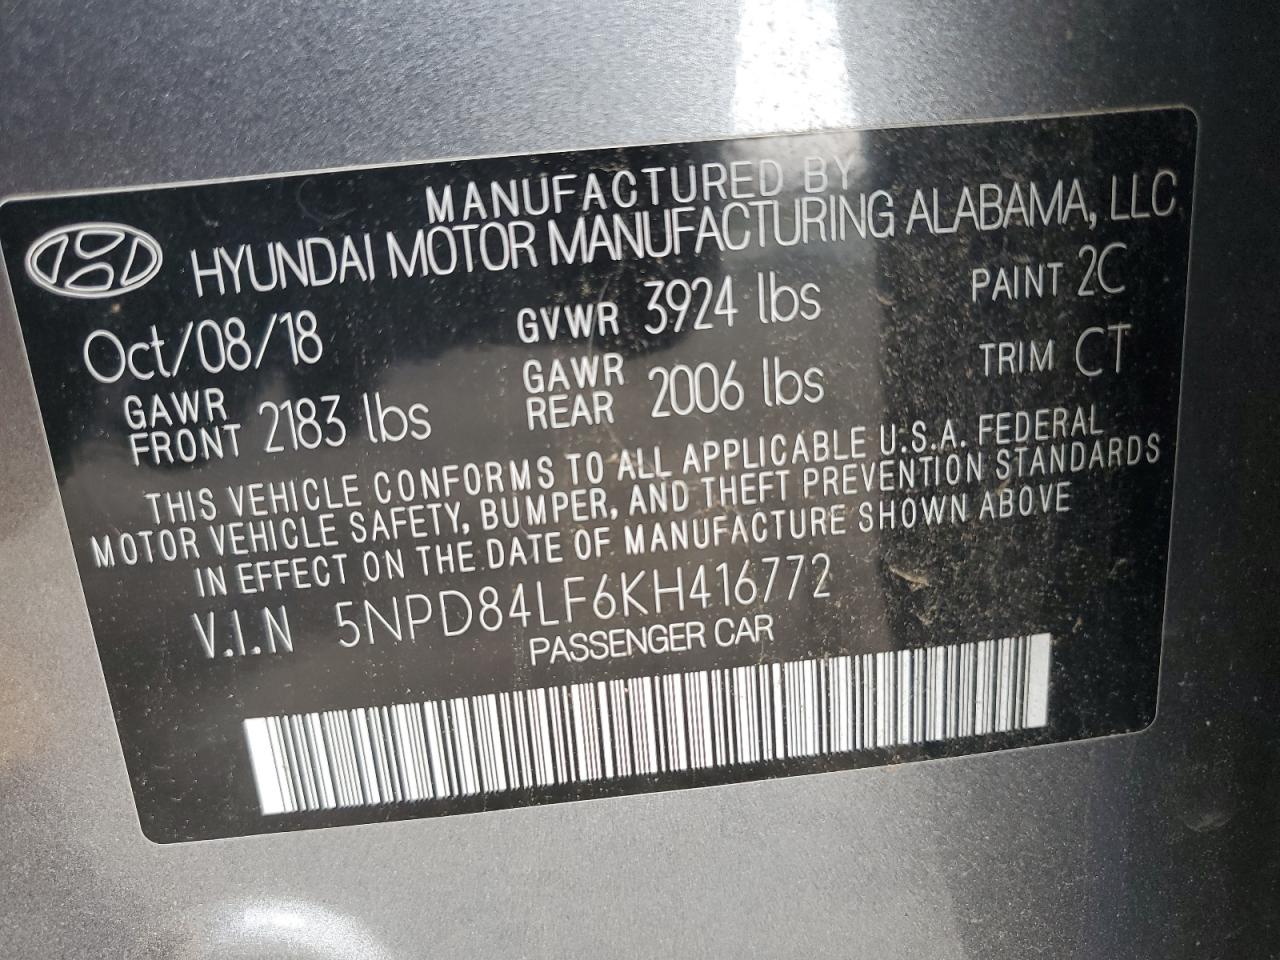 MANUFACTURED BY
HYUNDAI MOTOR MANUFACTURING ALABAMA, LLC
Oct/08/18 GVWR 3924 lbs PAINT 2C
GAWR FRONT 2183 lbs GAWR REAR 2006 lbs TRIM CT
THIS VEHICLE CONFORMS TO ALL APPLICABLE U.S.A. FEDERAL
MOTOR VEHICLE SAFETY, BUMPER, AND THEFT PREVENTION STANDARDS
IN EFFECT ON THE DATE OF MANUFACTURE SHOWN ABOVE
V.I.N 5NPD84LF6KH416772
PASSENGER CAR